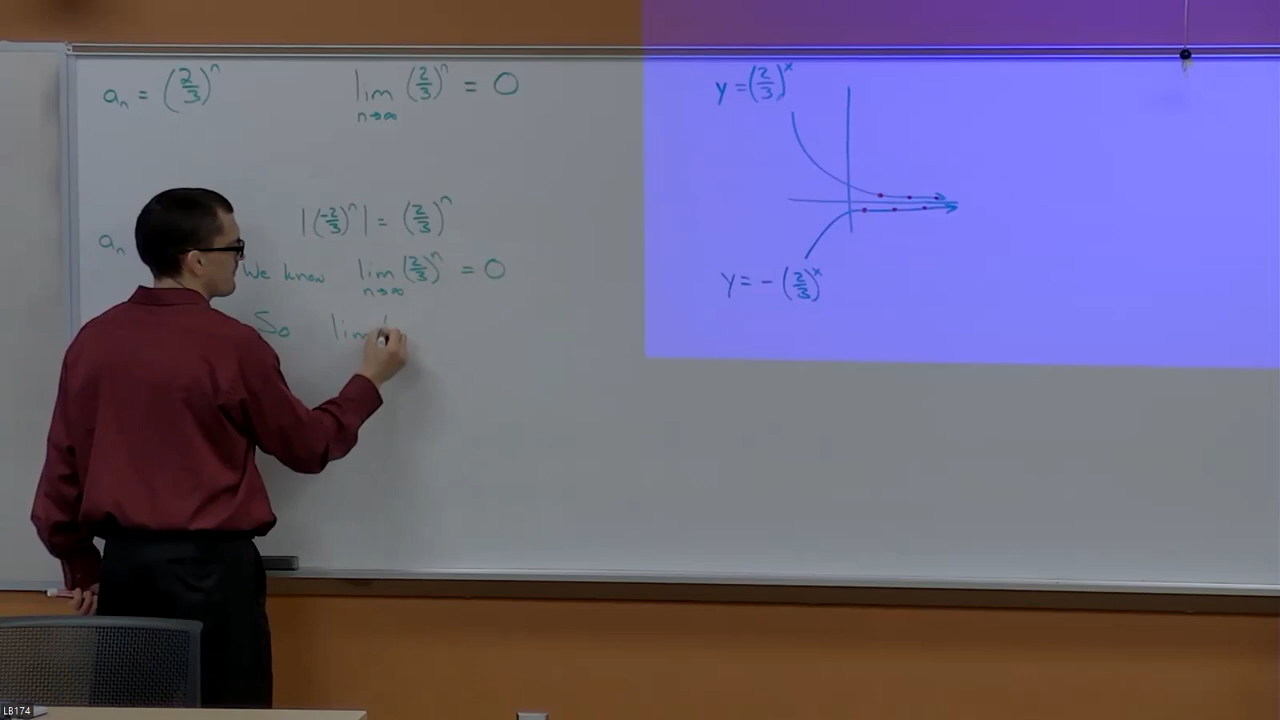 aₙ = (2/3)ⁿ
lim n→∞ (2/3)ⁿ = 0
|(-2/3)ⁿ| = (2/3)ⁿ
aₙ
We know lim n→∞ (2/3)ⁿ = 0
So lim
y = (2/3)ˣ
y = - (2/3)ˣ
LB174